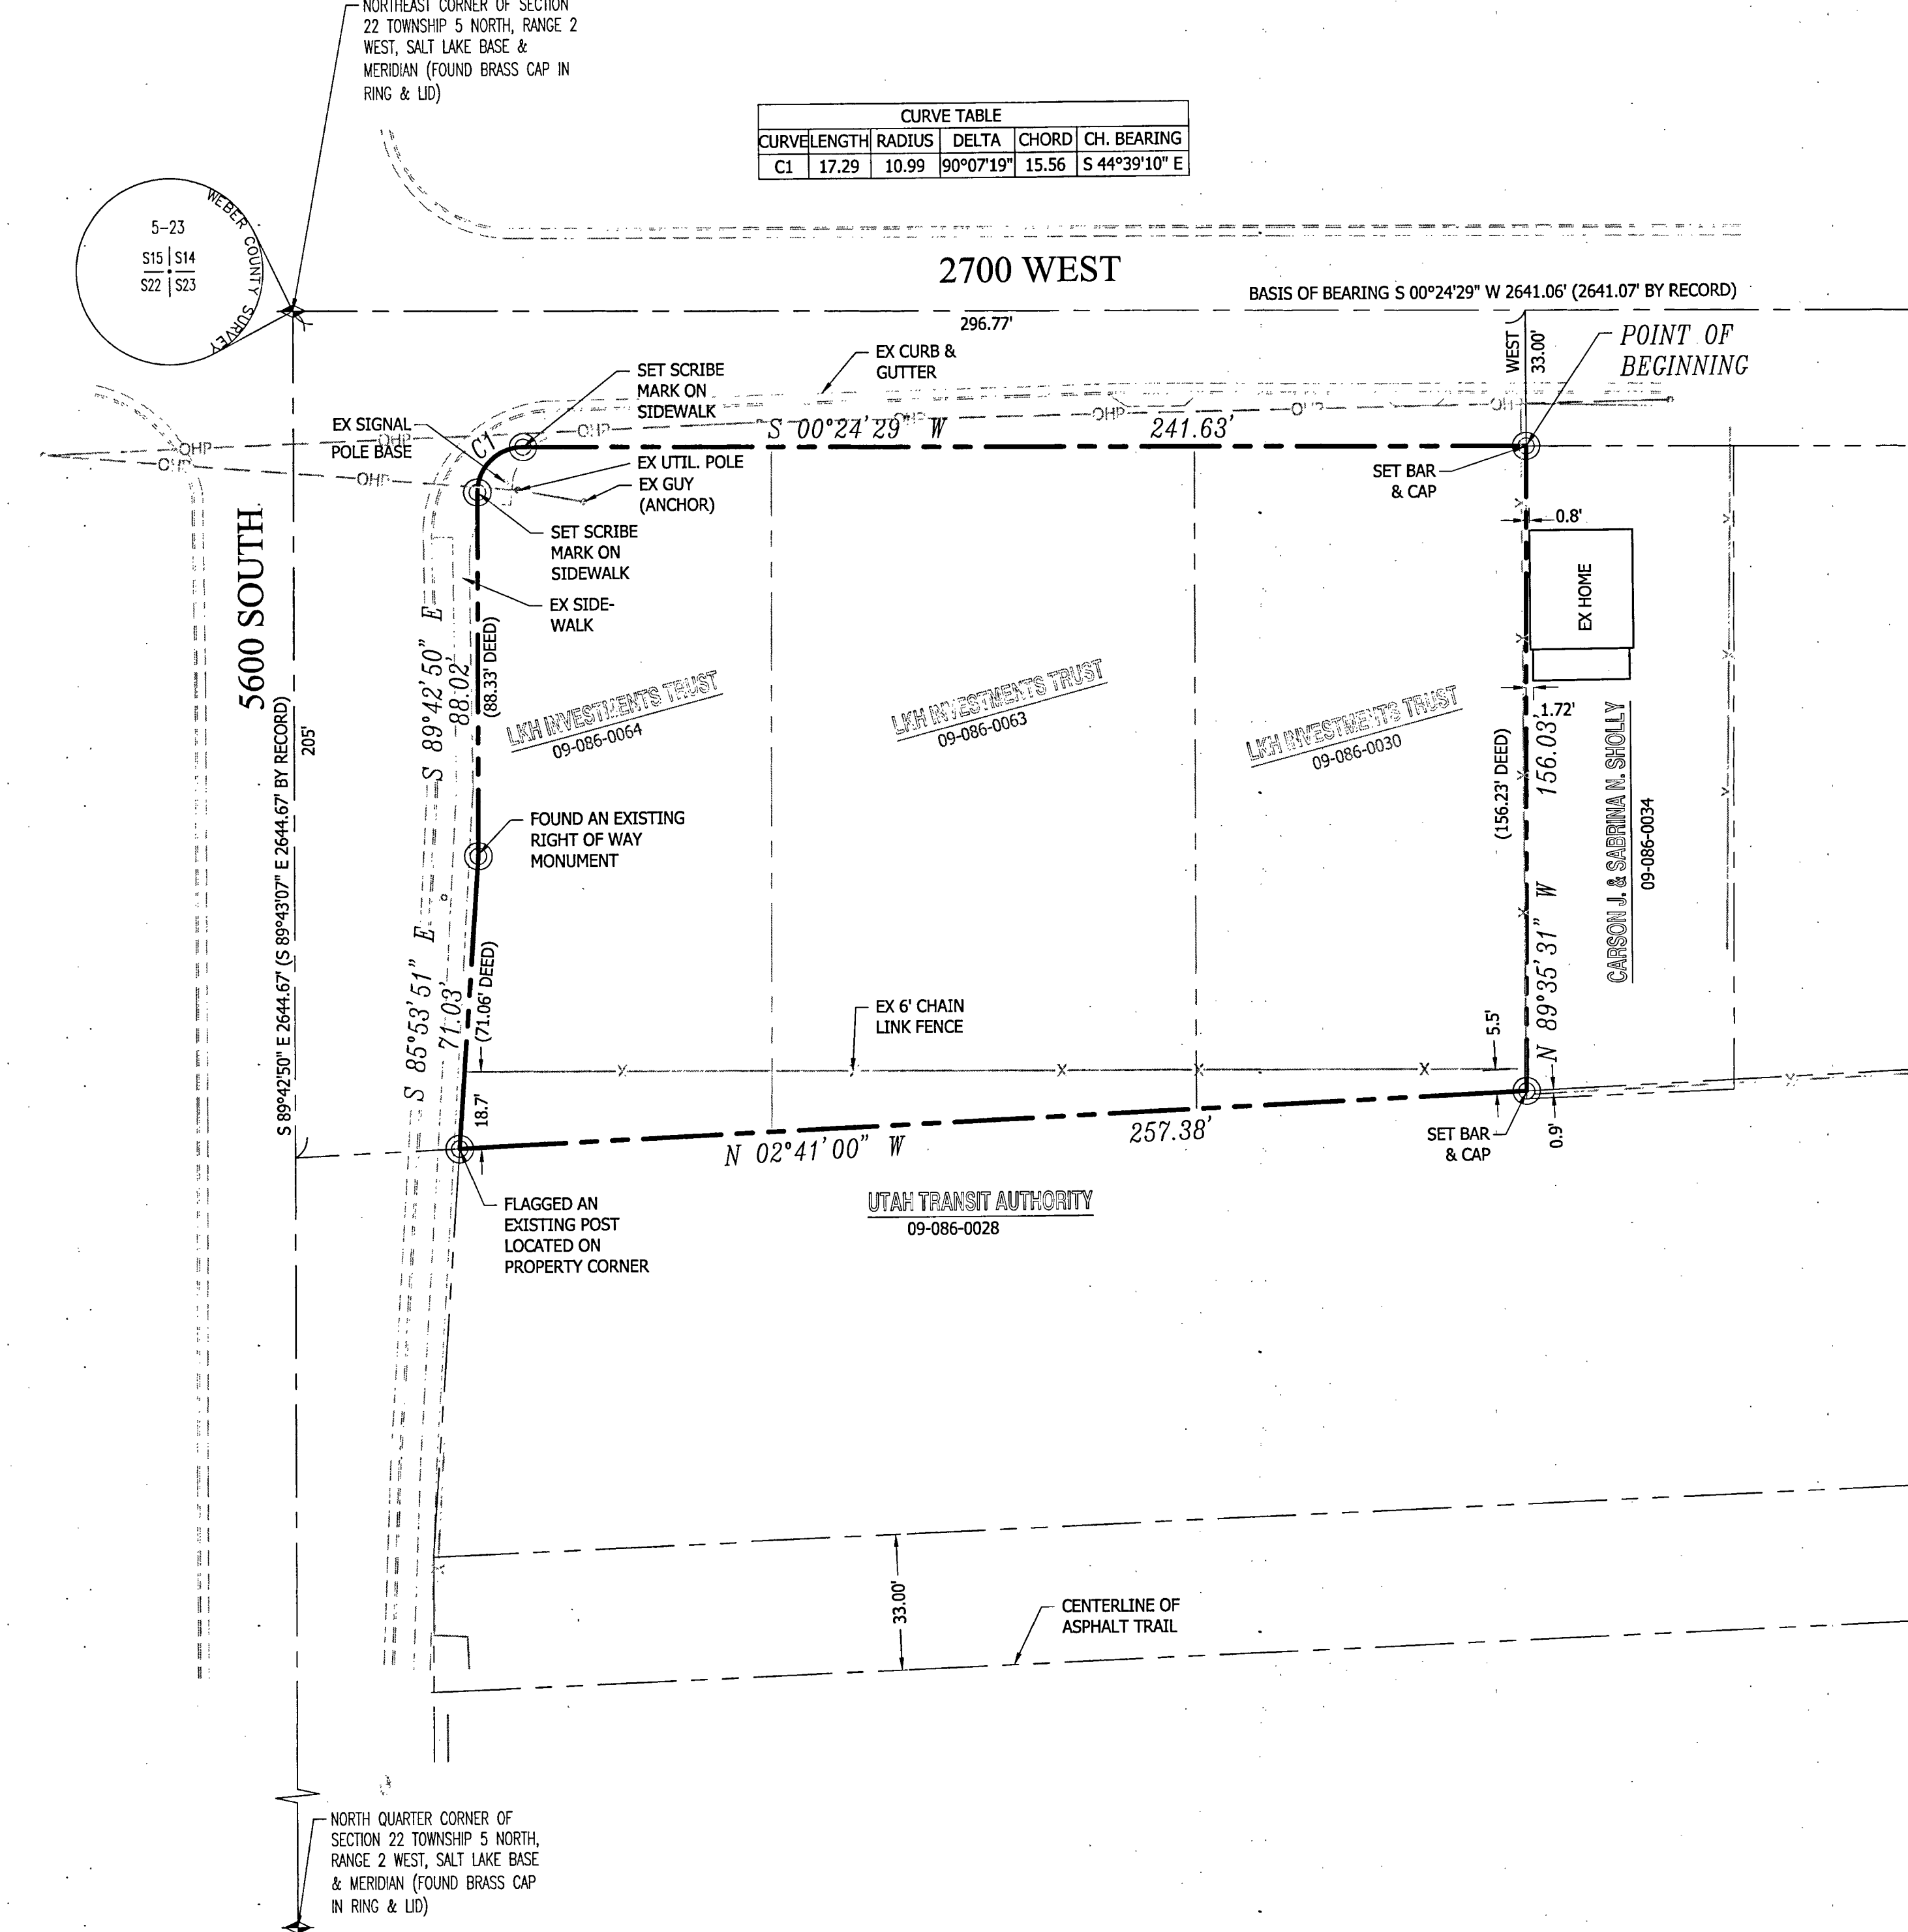 NORTHEAST CORNER OF SECTION
22 TOWNSHIP 5 NORTH, RANGE 2
WEST, SALT LAKE BASE &
MERIDIAN (FOUND BRASS CAP IN
RING & LID)
CURVE TABLE
CURVE LENGTH RADIUS DELTA CHORD CH. BEARING
C1 17.29 10.99 90°07'19" 15.56 S 44°39'10" E
WEBER COUNTY SURVEY
5-23
S15 S14
S22 S23
2700 WEST
BASIS OF BEARING S 00°24'29" W 2641.06' (2641.07' BY RECORD)
296.77'
WEST
33.00'
POINT OF
BEGINNING
EX CURB &
GUTTER
SET SCRIBE
MARK ON
SIDEWALK
EX SIGNAL
POLE BASE
C1
OHP
OHP
OHP
OHP
OHP
OHP
OHP
OHP
OHP
OHP
S 00°24'29" W
241.63'
EX UTIL. POLE
EX GUY
(ANCHOR)
SET BAR
& CAP
SET SCRIBE
MARK ON
SIDEWALK
0.8'
EX HOME
EX SIDE-
WALK
5600 SOUTH
S 89°42'50" E 2644.67' (S 89°43'07" E 2644.67' BY RECORD)
205'
S 89°42'50" E
88.02'
(88.33' DEED)
LKH INVESTMENTS TRUST
09-086-0064
LKH INVESTMENTS TRUST
09-086-0063
LKH INVESTMENTS TRUST
09-086-0030
1.72'
(156.23' DEED)
156.03'
N 89°35'31" W
CARSON J. & SABRINA N. SHOLLY
09-086-0034
FOUND AN EXISTING
RIGHT OF WAY
MONUMENT
S 85°53'51" E
71.03'
(71.06' DEED)
EX 6' CHAIN
LINK FENCE
5.5'
18.7'
N 02°41'00" W
257.38'
SET BAR
& CAP
0.9'
FLAGGED AN
EXISTING POST
LOCATED ON
PROPERTY CORNER
UTAH TRANSIT AUTHORITY
09-086-0028
33.00'
CENTERLINE OF
ASPHALT TRAIL
NORTH QUARTER CORNER OF
SECTION 22 TOWNSHIP 5 NORTH,
RANGE 2 WEST, SALT LAKE BASE
& MERIDIAN (FOUND BRASS CAP
IN RING & LID)